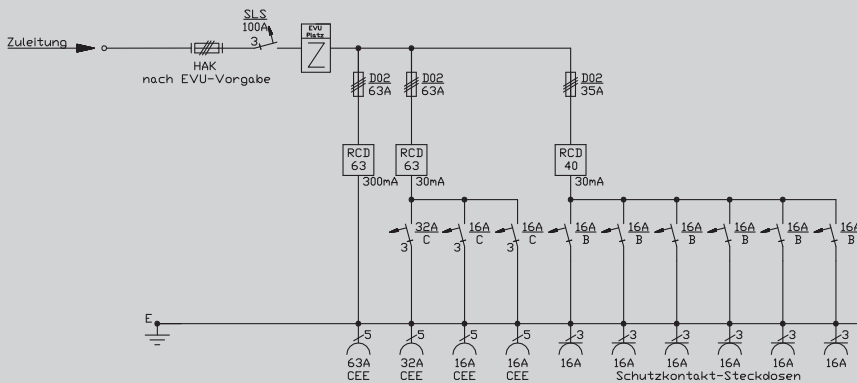 SLS
100A
EVU
Platz
Zuleitung
3
Z
HAK
nach EVU-Vorgabe
D02
63A
D02
63A
D02
35A
RCD
63
300mA
RCD
63
30mA
RCD
40
30mA
32A
C
3
16A
C
3
16A
C
3
16A
B
16A
B
16A
B
16A
B
16A
B
16A
B
E
5
5
5
5
3
3
3
3
3
3
63A
CEE
32A
CEE
16A
CEE
16A
CEE
16A
16A
16A
16A
16A
16A
Schutzkontakt-Steckdosen